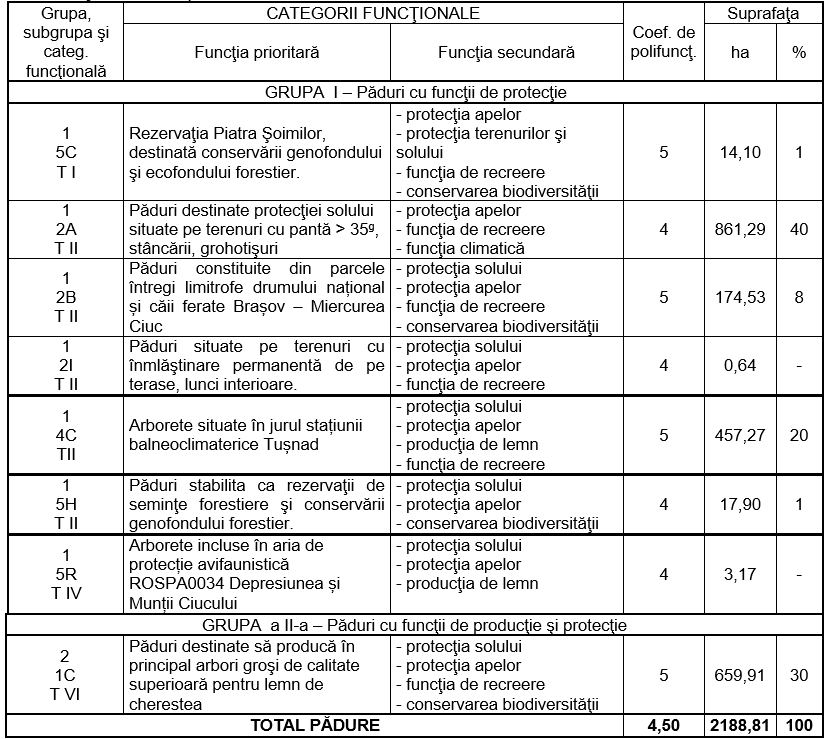 Grupa,
subgrupa şi
categ.
funcţională
CATEGORII FUNCŢIONALE
Funcţia prioritară
Funcţia secundară
Coef. de
polifuncţ.
Suprafaţa
ha
%
GRUPA I – Păduri cu funcţii de protecţie
1
5C
T I
Rezervaţia Piatra Şoimilor,
destinată conservării genofondului
şi ecofondului forestier.
- protecţia apelor
- protecţia terenurilor şi
solului
- funcţia de recreere
- conservarea biodiversităţii
5
14,10
1
1
2A
T II
Păduri destinate protecţiei solului
situate pe terenuri cu pantă > 35ᵍ,
stâncării, grohotişuri
- protecţia apelor
- funcţia de recreere
- funcţia climatică
4
861,29
40
1
2B
T II
Păduri constituite din parcele
întregi limitrofe drumului național
și căii ferate Brașov – Miercurea
Ciuc
- protecţia solului
- protecţia apelor
- funcţia de recreere
- conservarea biodiversităţii
5
174,53
8
1
2I
T II
Păduri situate pe terenuri cu
înmlăştinare permanentă de pe
terase, lunci interioare.
- protecţia solului
- protecţia apelor
- funcţia de recreere
4
0,64
-
1
4C
TII
Arborete situate în jurul stațiunii
balneoclimaterice Tușnad
- protecţia solului
- protecţia apelor
- producţia de lemn
- funcţia de recreere
5
457,27
20
1
5H
T II
Păduri stabilita ca rezervaţii de
seminţe forestiere şi conservării
genofondului forestier.
- protecţia solului
- protecţia apelor
- conservarea biodiversităţii
4
17,90
1
1
5R
T IV
Arborete incluse în aria de
protecție avifaunistică
ROSPA0034 Depresiunea și
Munții Ciucului
- protecţia solului
- protecţia apelor
- producţia de lemn
4
3,17
-
GRUPA a II-a – Păduri cu funcţii de producţie şi protecţie
2
1C
T VI
Păduri destinate să producă în
principal arbori groşi de calitate
superioară pentru lemn de
cherestea
- protecţia solului
- protecţia apelor
- funcţia de recreere
- conservarea biodiversităţii
5
659,91
30
TOTAL PĂDURE
4,50
2188,81
100